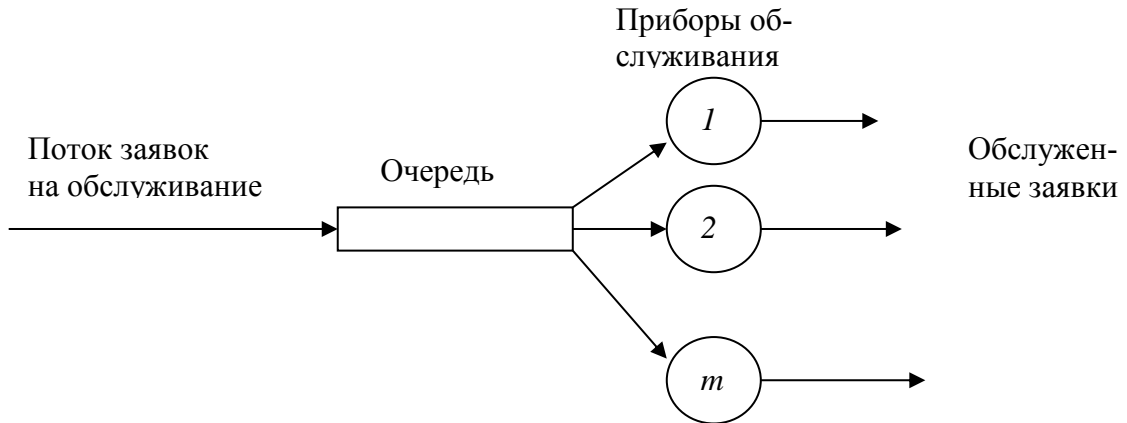 Приборы об-
служивания
1
Поток заявок
на обслуживание
Очередь
Обслужен-
ные заявки
2
m